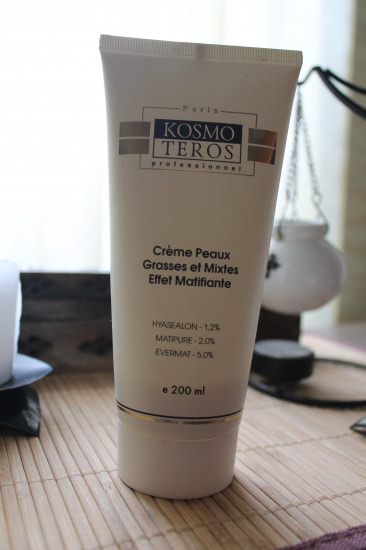 Paris
KOSMO
TEROS
professionnel
Crème Peaux
Grasses et Mixtes
Effet Matifiante
HYASEALON - 1,2%
MATIPURE - 2,0%
EVERMAT - 5,0%
e 200 ml